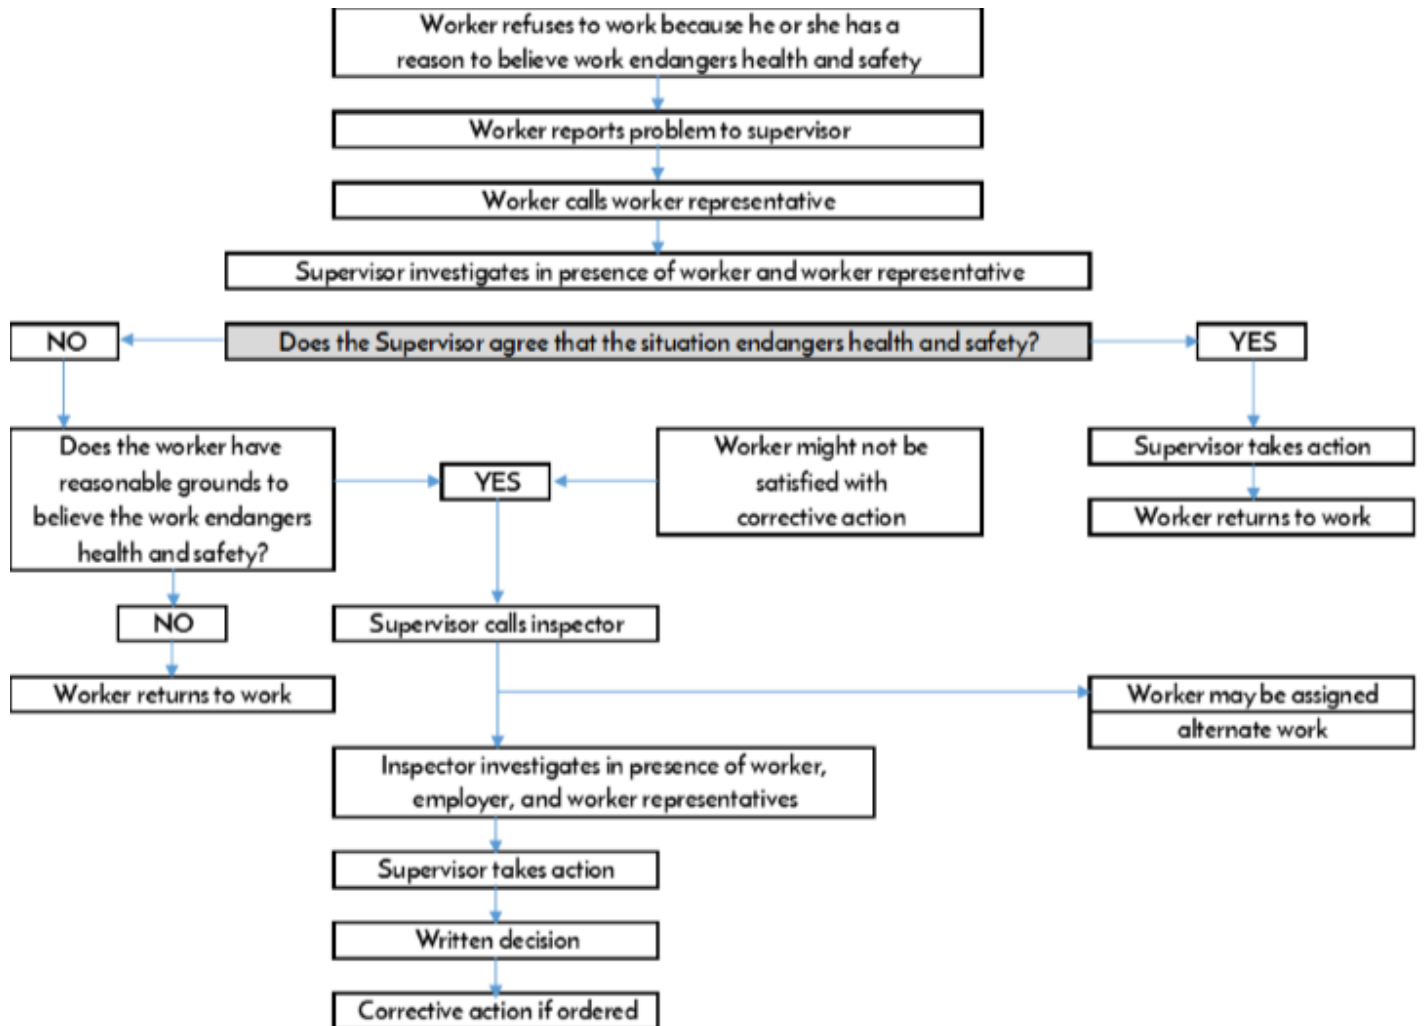 Worker refuses to work because he or she has a
reason to believe work endangers health and safety
Worker reports problem to supervisor
Worker calls worker representative
Supervisor investigates in presence of worker and worker representative
NO
Does the Supervisor agree that the situation endangers health and safety?
YES
Does the worker have
reasonable grounds to
believe the work endangers
health and safety?
YES
Worker might not be
satisfied with
corrective action
Supervisor takes action
Worker returns to work
NO
Supervisor calls inspector
Worker returns to work
Worker may be assigned
alternate work
Inspector investigates in presence of worker,
employer, and worker representatives
Supervisor takes action
Written decision
Corrective action if ordered